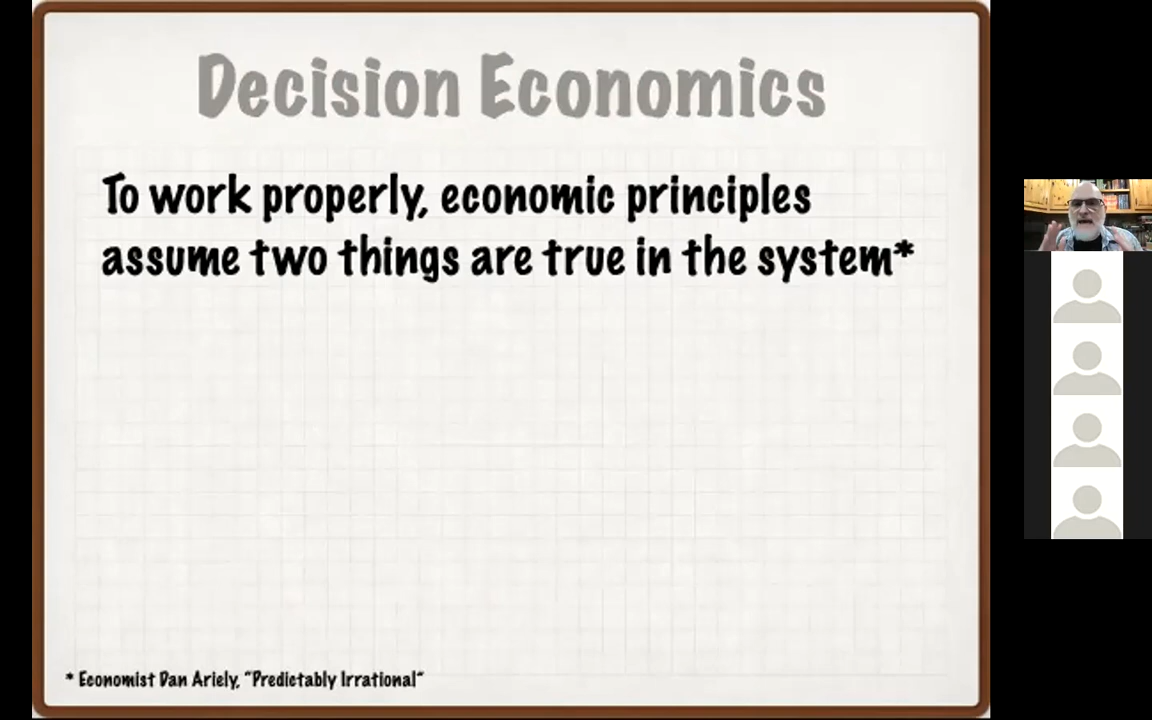 Decision Economics
To work properly, economic principles
assume two things are true in the system*
* Economist Dan Ariely, "Predictably Irrational"